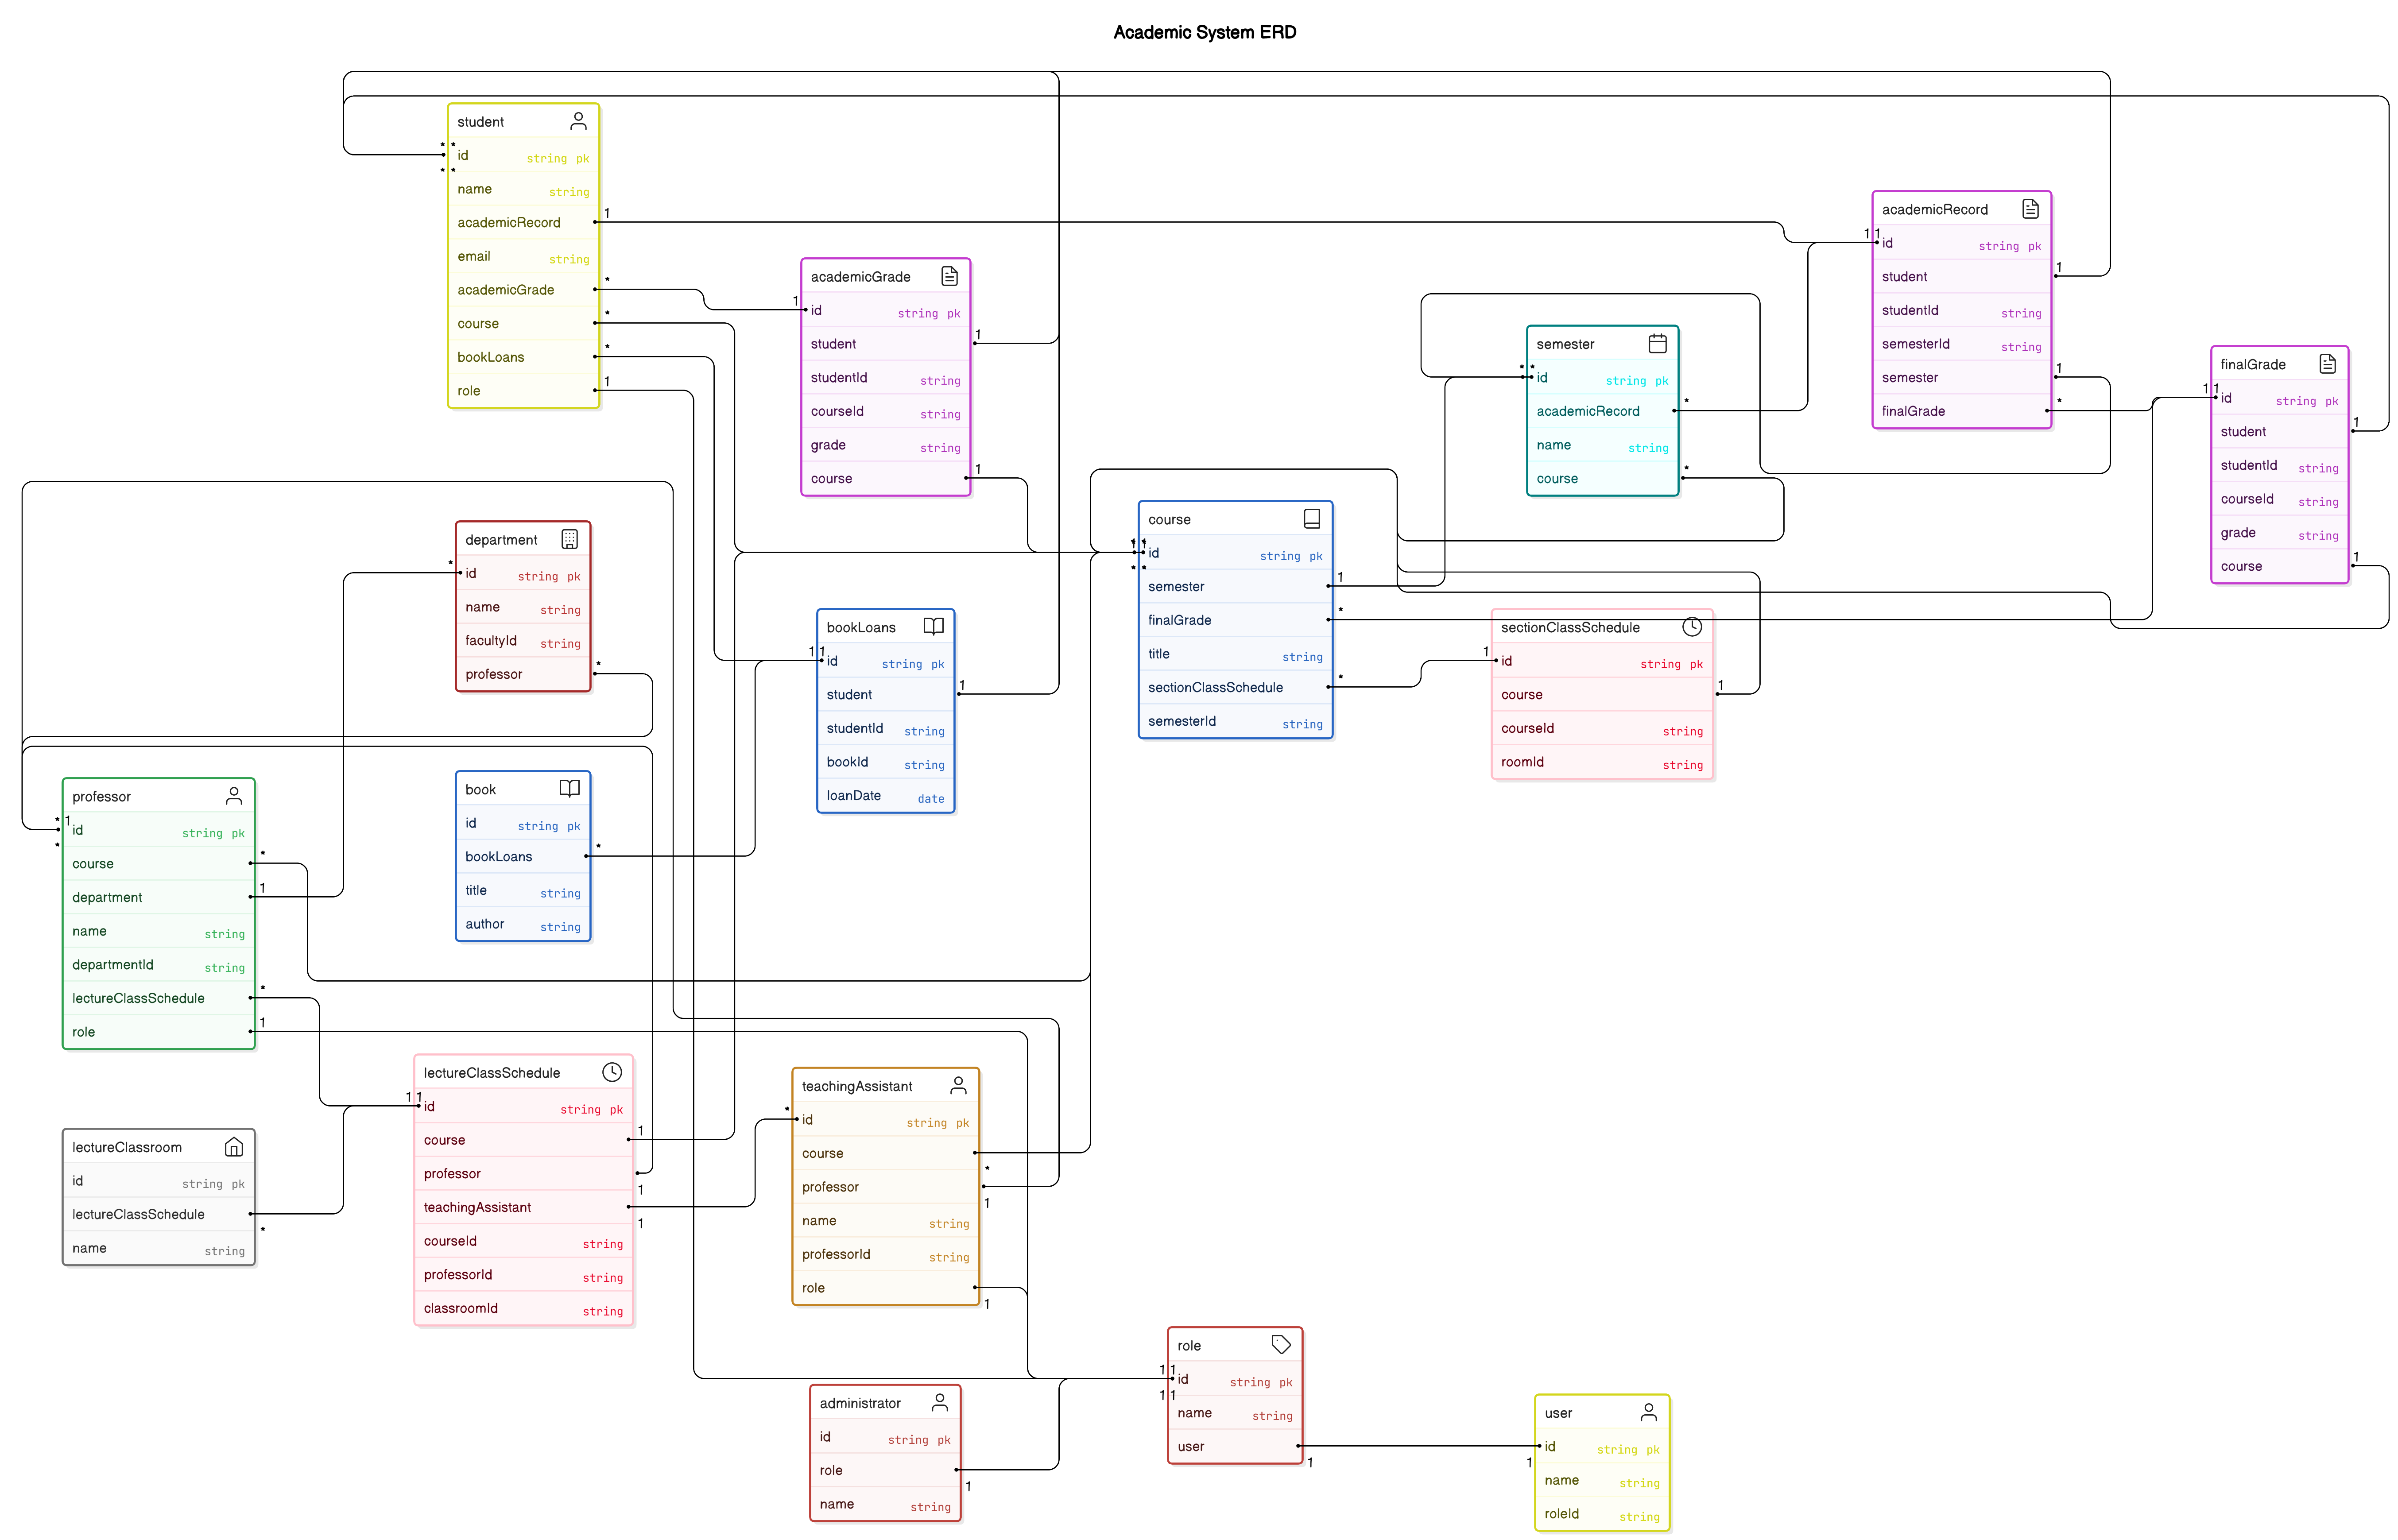 Academic System ERD
student
id string pk
name string
academicRecord
email string
academicGrade
course
bookLoans
role
academicGrade
id string pk
student
studentId string
courseId string
grade string
course
academicRecord
id string pk
student
studentId string
semesterId string
semester
finalGrade
semester
id string pk
academicRecord
name string
course
finalGrade
id string pk
student
studentId string
courseId string
grade string
course
department
id string pk
name string
facultyId string
professor
course
id string pk
semester
finalGrade
title string
sectionClassSchedule
semesterId string
bookLoans
id string pk
student
studentId string
bookId string
loanDate date
sectionClassSchedule
id string pk
course
courseId string
roomId string
professor
id string pk
course
department
name string
departmentId string
lectureClassSchedule
role
book
id string pk
bookLoans
title string
author string
lectureClassSchedule
id string pk
course
professor
teachingAssistant
courseId string
professorId string
classroomId string
teachingAssistant
id string pk
course
professor
name string
professorId string
role
lectureClassroom
id string pk
lectureClassSchedule
name string
role
id string pk
name string
user
administrator
id string pk
role
name string
user
id string pk
name string
roleId string